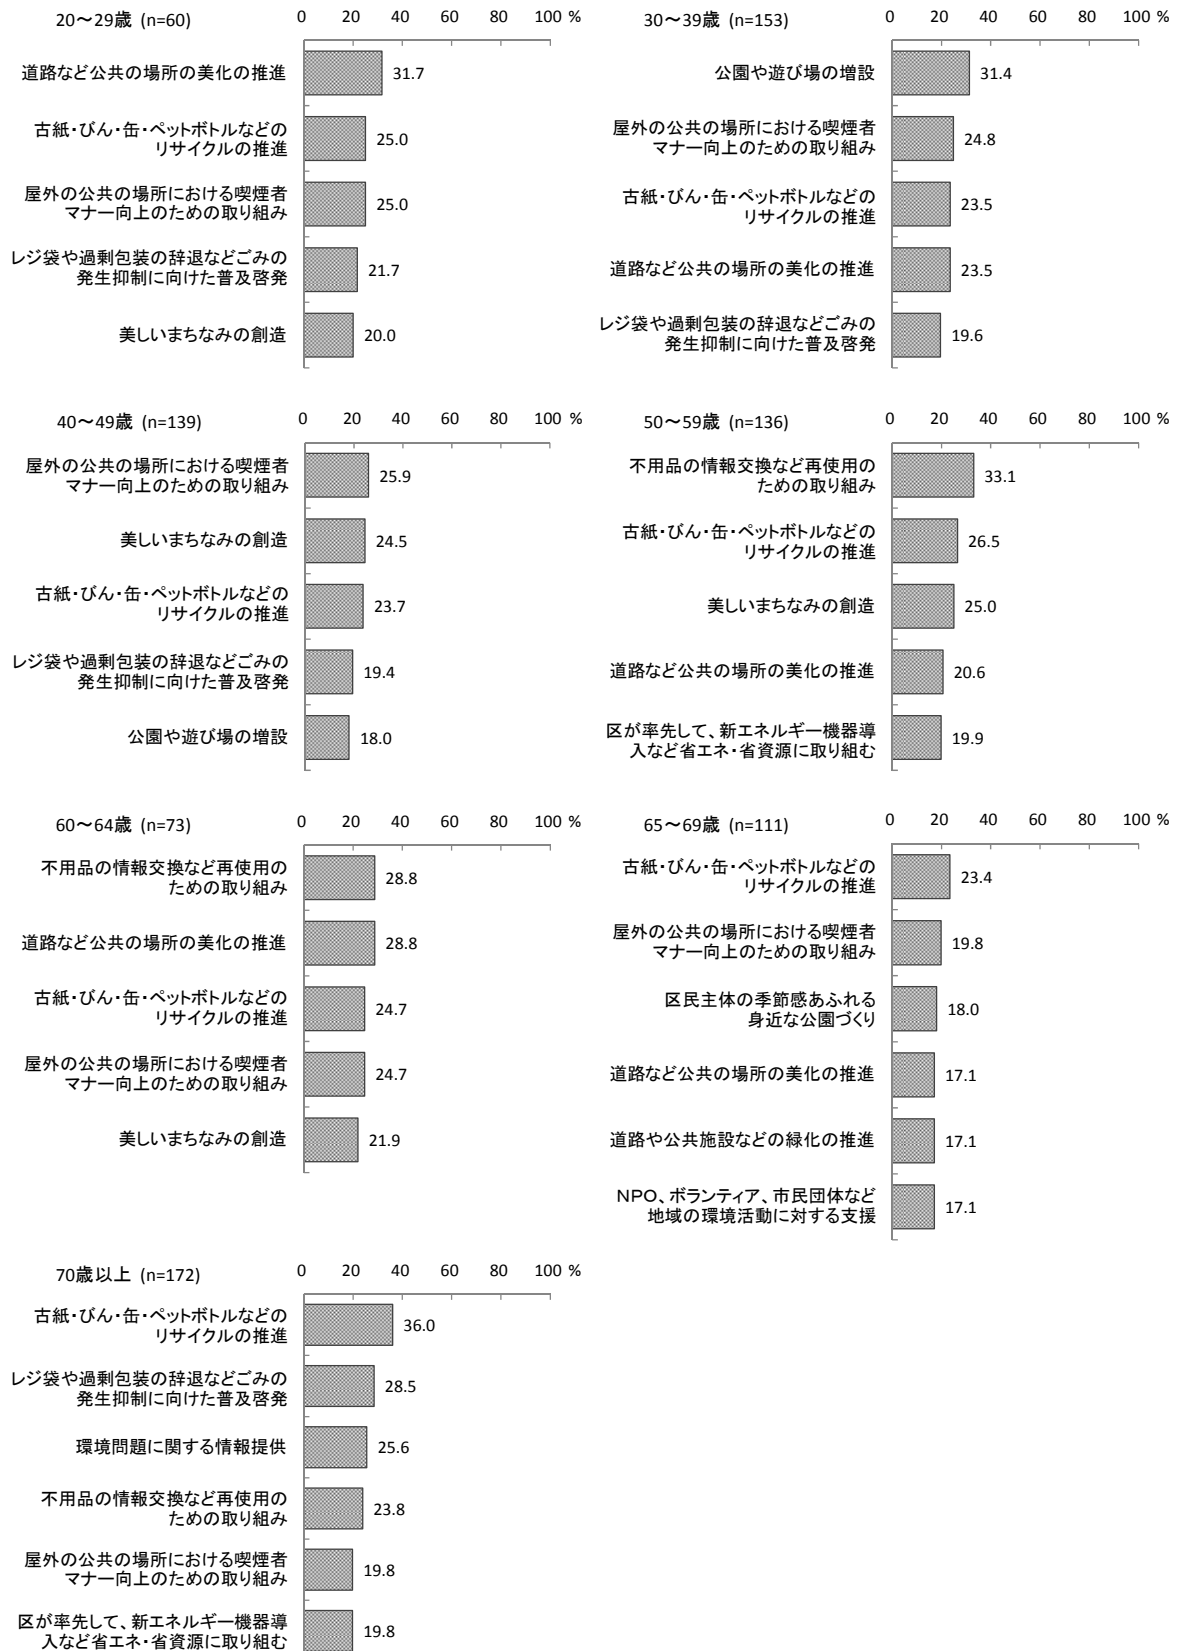 20～29歳 (n=60)
0 20 40 60 80 100 %
道路など公共の場所の美化の推進
31.7
古紙・びん・缶・ペットボトルなどの
リサイクルの推進
25.0
屋外の公共の場所における喫煙者
マナー向上のための取り組み
25.0
レジ袋や過剰包装の辞退などごみの
発生抑制に向けた普及啓発
21.7
美しいまちなみの創造
20.0
30～39歳 (n=153)
0 20 40 60 80 100 %
公園や遊び場の増設
31.4
屋外の公共の場所における喫煙者
マナー向上のための取り組み
24.8
古紙・びん・缶・ペットボトルなどの
リサイクルの推進
23.5
道路など公共の場所の美化の推進
23.5
レジ袋や過剰包装の辞退などごみの
発生抑制に向けた普及啓発
19.6
40～49歳 (n=139)
0 20 40 60 80 100 %
屋外の公共の場所における喫煙者
マナー向上のための取り組み
25.9
美しいまちなみの創造
24.5
古紙・びん・缶・ペットボトルなどの
リサイクルの推進
23.7
レジ袋や過剰包装の辞退などごみの
発生抑制に向けた普及啓発
19.4
公園や遊び場の増設
18.0
50～59歳 (n=136)
0 20 40 60 80 100 %
不用品の情報交換など再使用の
ための取り組み
33.1
古紙・びん・缶・ペットボトルなどの
リサイクルの推進
26.5
美しいまちなみの創造
25.0
道路など公共の場所の美化の推進
20.6
区が率先して、新エネルギー機器導
入など省エネ・省資源に取り組む
19.9
60～64歳 (n=73)
0 20 40 60 80 100 %
不用品の情報交換など再使用の
ための取り組み
28.8
道路など公共の場所の美化の推進
28.8
古紙・びん・缶・ペットボトルなどの
リサイクルの推進
24.7
屋外の公共の場所における喫煙者
マナー向上のための取り組み
24.7
美しいまちなみの創造
21.9
65～69歳 (n=111)
0 20 40 60 80 100 %
古紙・びん・缶・ペットボトルなどの
リサイクルの推進
23.4
屋外の公共の場所における喫煙者
マナー向上のための取り組み
19.8
区民主体の季節感あふれる
身近な公園づくり
18.0
道路など公共の場所の美化の推進
17.1
道路や公共施設などの緑化の推進
17.1
ＮＰＯ、ボランティア、市民団体など
地域の環境活動に対する支援
17.1
70歳以上 (n=172)
0 20 40 60 80 100 %
古紙・びん・缶・ペットボトルなどの
リサイクルの推進
36.0
レジ袋や過剰包装の辞退などごみの
発生抑制に向けた普及啓発
28.5
環境問題に関する情報提供
25.6
不用品の情報交換など再使用の
ための取り組み
23.8
屋外の公共の場所における喫煙者
マナー向上のための取り組み
19.8
区が率先して、新エネルギー機器導
入など省エネ・省資源に取り組む
19.8